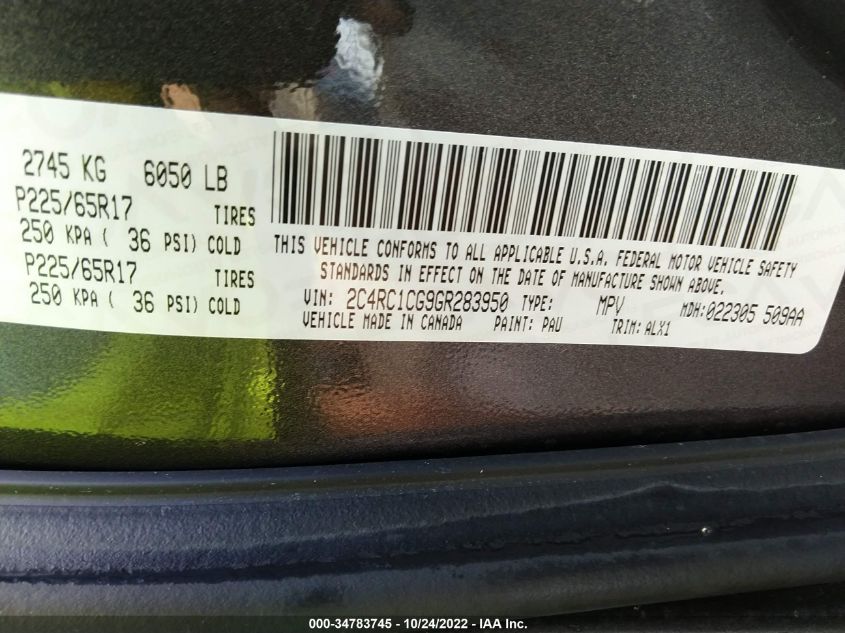 2745 KG 6050 LB
P225/65R17 TIRES
250 KPA ( 36 PSI) COLD
P225/65R17 TIRES
250 KPA ( 36 PSI) COLD
THIS VEHICLE CONFORMS TO ALL APPLICABLE U.S.A. FEDERAL MOTOR VEHICLE SAFETY
STANDARDS IN EFFECT ON THE DATE OF MANUFACTURE SHOWN ABOVE.
VIN: 2C4RC1CG9GR283950 TYPE: MPV MDH:022305 509AA
VEHICLE MADE IN CANADA PAINT: PAU TRIM: ALX1
000-34783745 - 10/24/2022 - IAA Inc.